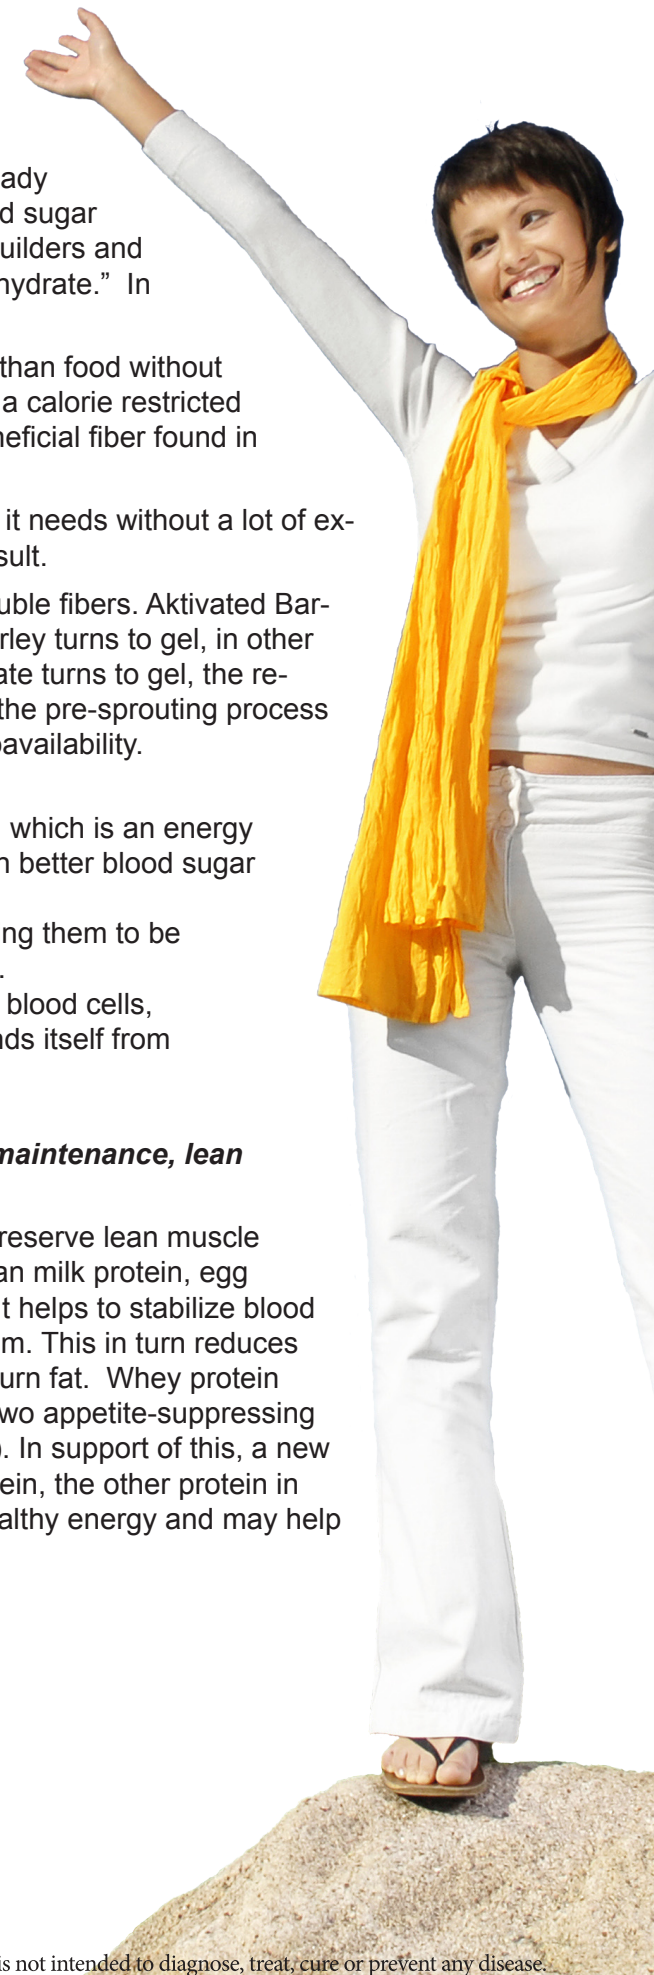 ady
d sugar
uilders and
hydrate.” In
than food without
a calorie restricted
neficial fiber found in
it needs without a lot of ex-
sult.
uble fibers. Aktivated Bar-
rley turns to gel, in other
ate turns to gel, the re-
the pre-sprouting process
availability.
which is an energy
n better blood sugar
ing them to be
.
blood cells,
nds itself from
maintenance, lean
reserve lean muscle
an milk protein, egg
t helps to stabilize blood
m. This in turn reduces
urn fat. Whey protein
wo appetite-suppressing
). In support of this, a new
ein, the other protein in
althy energy and may help
is not intended to diagnose, treat, cure or prevent any disease.